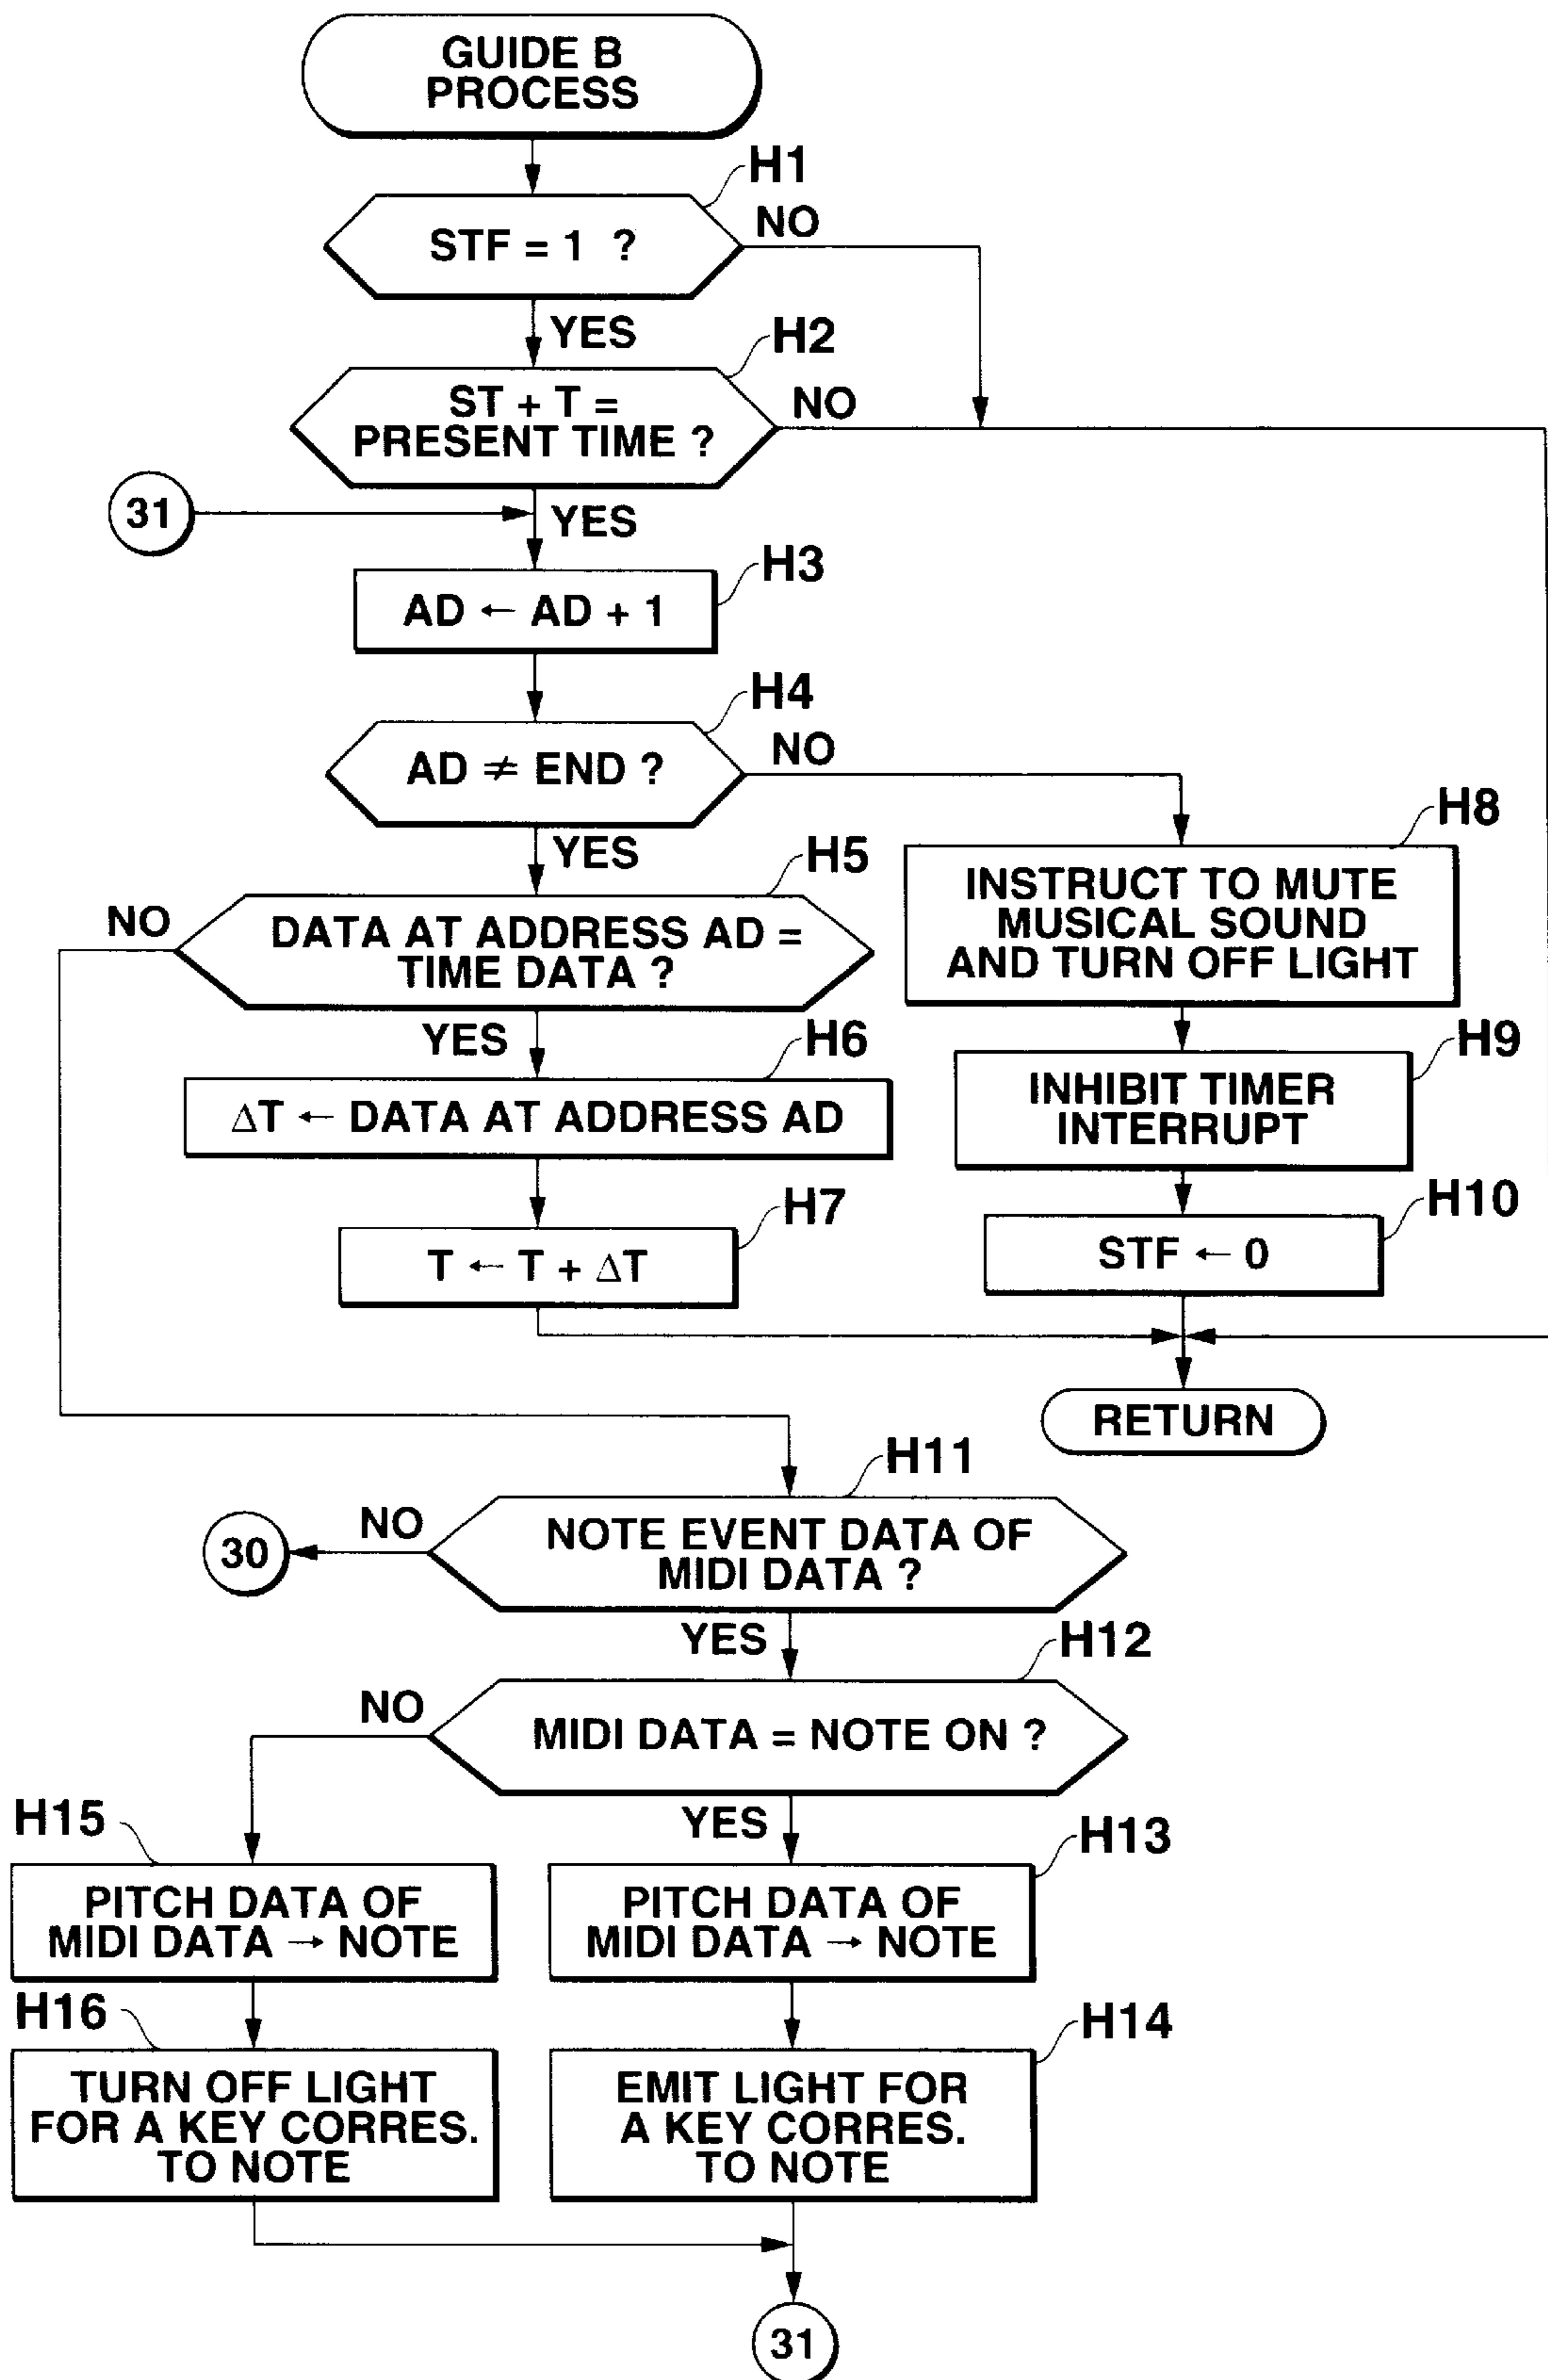 GUIDE B
PROCESS
H1
STF = 1 ?
NO
YES
H2
ST + T =
PRESENT TIME ?
NO
31
YES
H3
AD ← AD + 1
H4
AD ≠ END ?
NO
YES
H5
DATA AT ADDRESS AD =
TIME DATA ?
NO
YES
H6
ΔT ← DATA AT ADDRESS AD
H7
T ← T + ΔT
H8
INSTRUCT TO MUTE
MUSICAL SOUND
AND TURN OFF LIGHT
H9
INHIBIT TIMER
INTERRUPT
H10
STF ← 0
RETURN
H11
NOTE EVENT DATA OF
MIDI DATA ?
NO
30
YES
H12
MIDI DATA = NOTE ON ?
NO
YES
H15
PITCH DATA OF
MIDI DATA → NOTE
H13
PITCH DATA OF
MIDI DATA → NOTE
H16
TURN OFF LIGHT
FOR A KEY CORRES.
TO NOTE
H14
EMIT LIGHT FOR
A KEY CORRES.
TO NOTE
31